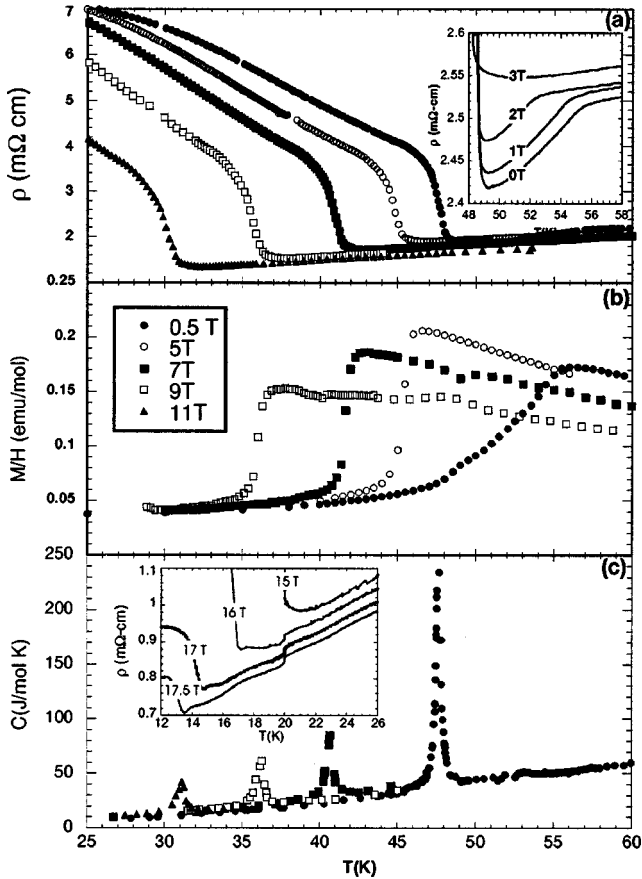 (a)
7
6
5
4
3
2
0.25
ρ (mΩ cm)
2.6
2.55
2.5
2.45
2.4
ρ (mΩ-cm)
3T
2T
1T
0T
48 50 52 54 56 58
T(K)
(b)
0.2
0.15
0.1
0.05
M/H (emu/mol)
0.5 T
5T
7T
9T
11T
(c)
250
200
150
100
50
0
C(J/mol K)
1.1
1
0.9
0.8
0.7
ρ (mΩ-cm)
15T
16T
17T
17.5T
12 14 16 18 20 22 24 26
T(K)
25 30 35 40 45 50 55 60
T(K)